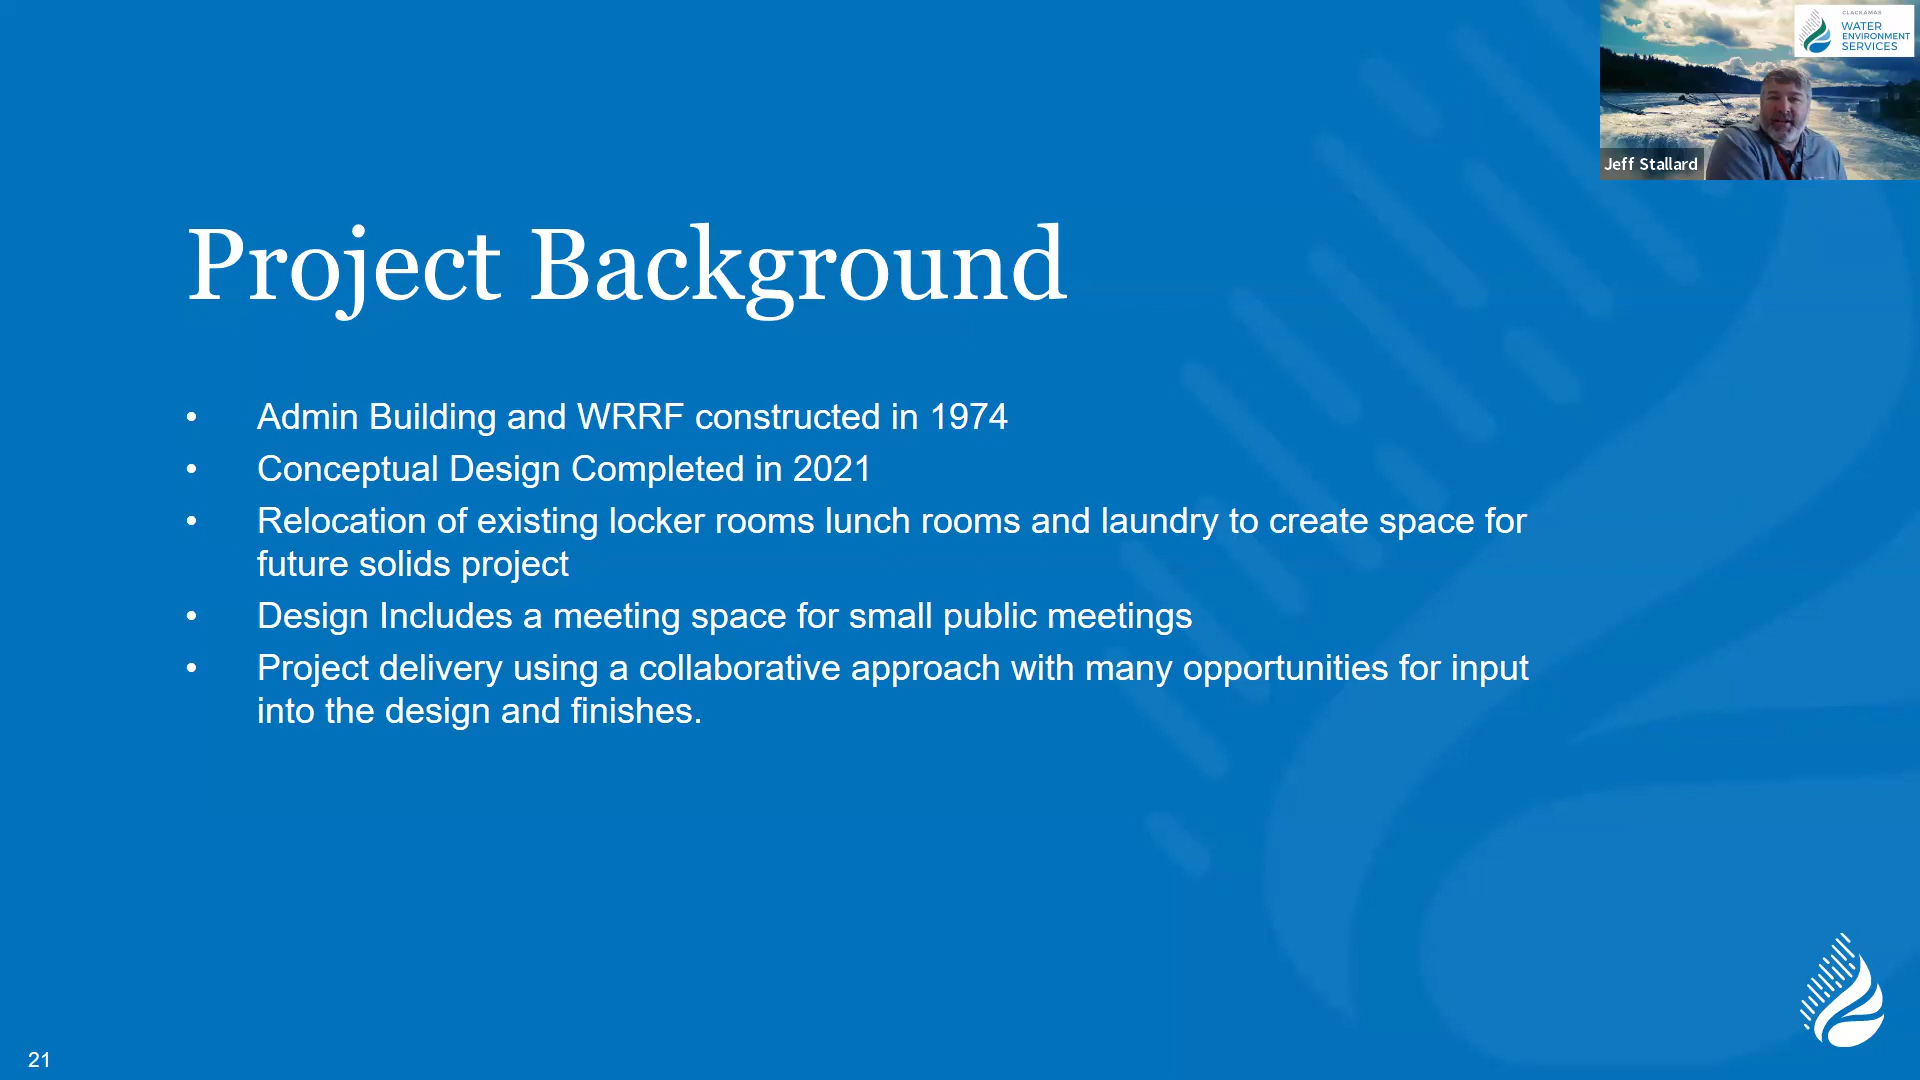 CLACKAMAS
WATER
ENVIRONMENT
SERVICES
Jeff Stallard
Project Background
• Admin Building and WRRF constructed in 1974
• Conceptual Design Completed in 2021
• Relocation of existing locker rooms lunch rooms and laundry to create space for
future solids project
• Design Includes a meeting space for small public meetings
• Project delivery using a collaborative approach with many opportunities for input
into the design and finishes.
21